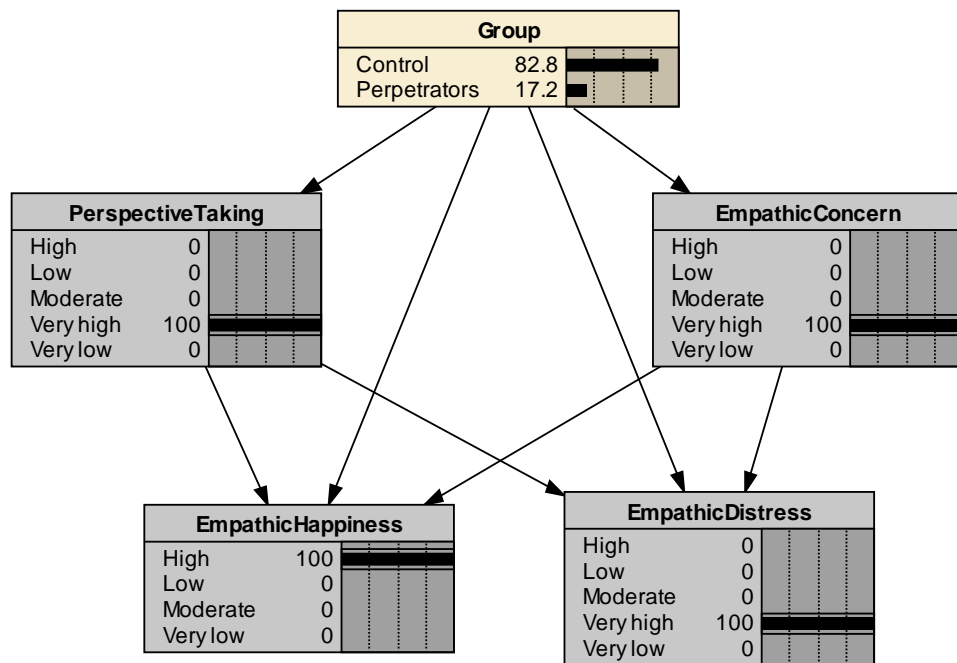 Group
Control 82.8
Perpetrators 17.2
PerspectiveTaking
High 0
Low 0
Moderate 0
Very high 100
Very low 0
EmpathicConcern
High 0
Low 0
Moderate 0
Very high 100
Very low 0
EmpathicHappiness
High 100
Low 0
Moderate 0
Very low 0
EmpathicDistress
High 0
Low 0
Moderate 0
Very high 100
Very low 0